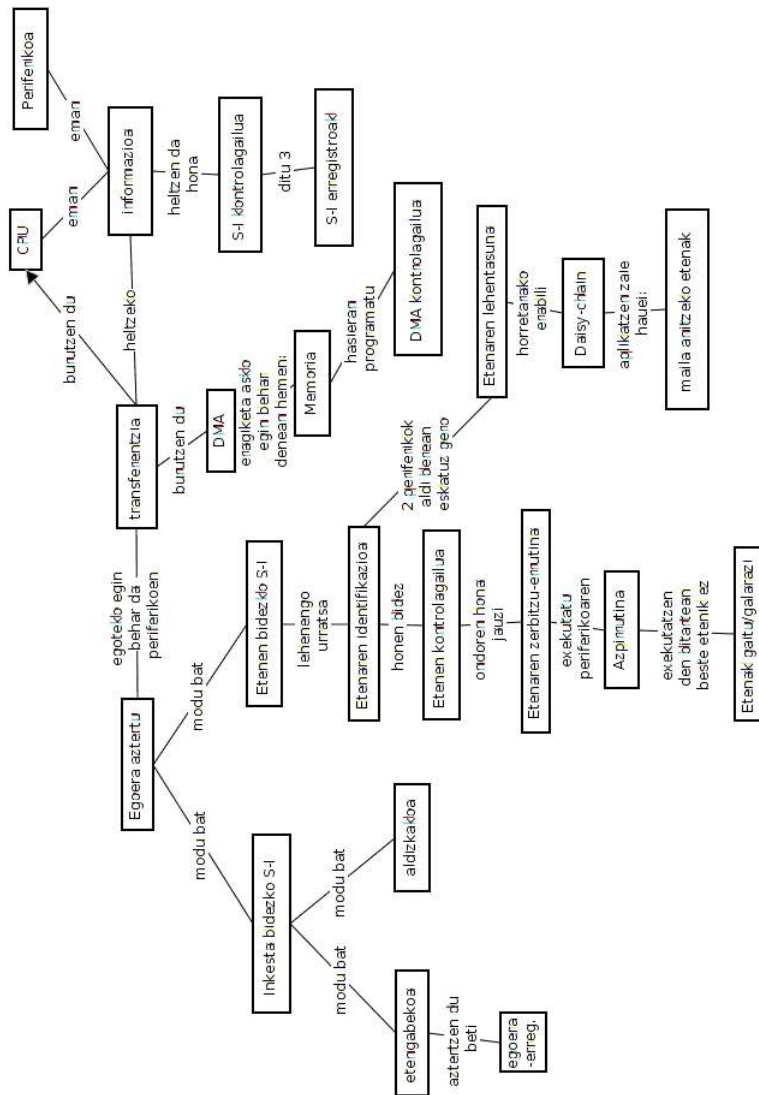 CPU
Periferikoa
burutzen du
eman
eman
egoteko egin
behar da
periferikoen
Egoera aztertu
transferentzia
heltzeko
informazioa
modu bat
modu bat
burutzen du
heltzen da
hona
Inkesta bidezko S-I
Etenen bidezko S-I
DMA
S-I kontrolagailua
lehenengo
urratsa
eragiketa asko
egin behar
denean hemen:
ditu 3
modu bat
modu bat
Etenaren identifikazioa
Memoria
S-I erregistroak
etengabekoa
aldizkakoa
honen bidez
2 periferikok
aldi berean
eskatuz gero
hasieran
programatu
Etenen kontrolagailua
DMA kontrolagailua
aztertzen du
beti
ondoren hona
jauzi
Etenaren lehentasuna
egoera
-erreg.
Etenaren zerbitzu-errutina
horretarako
erabili
exekutatu
periferikoaren
Daisy-chain
Azpirrutina
aplikatzen zaie
hauei:
exekutatzen
den bitartean
beste etenik ez
maila anitzeko etenak
Etenak gaitu/galarazi